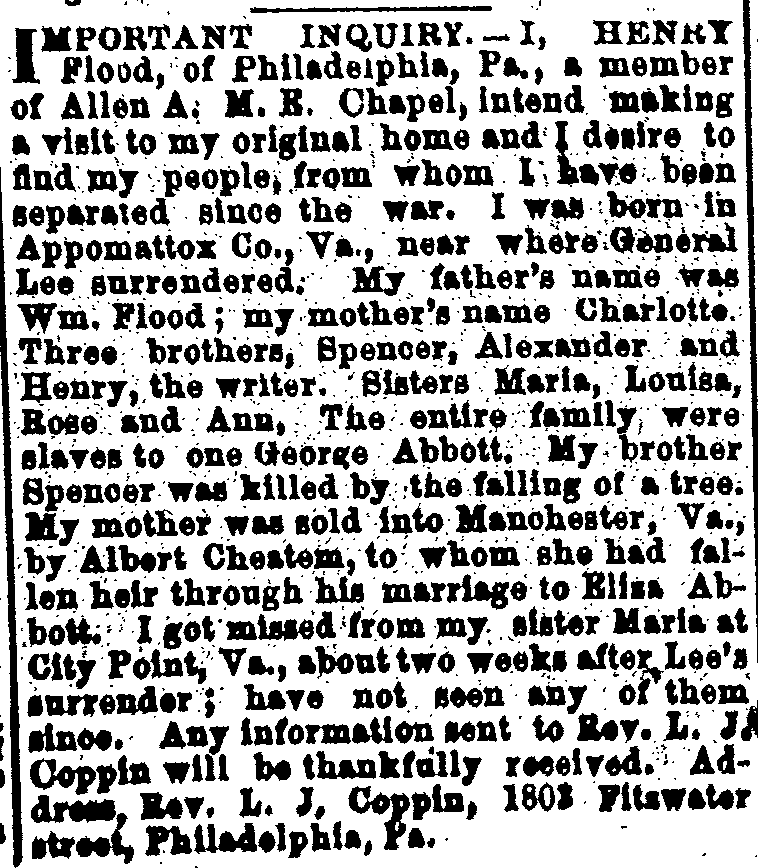 IMPORTANT INQUIRY.—I, HENRY
Flood, of Philadelphia, Pa., a member
of Allen A. M. E. Chapel, intend making
a visit to my original home and I desire to
find my people, from whom I have been
separated since the war. I was born in
Appomattox Co., Va., near where General
Lee surrendered. My father's name was
Wm. Flood; my mother's name Charlotte.
Three brothers, Spencer, Alexander and
Henry, the writer. Sisters Maria, Louisa,
Rose and Ann, The entire family were
slaves to one George Abbott. My brother
Spencer was killed by the falling of a tree.
My mother was sold into Manchester, Va.,
by Albert Cheatem, to whom she had fal-
len heir through his marriage to Eliza Ab-
bott. I got missed from my sister Maria at
City Point, Va., about two weeks after Lee's
surrender; have not seen any of them
since. Any information sent to Rev. L. J.
Coppin will be thankfully received. Ad-
dress, Rev. L. J. Coppin, 1803 Fitzwater
street, Philadelphia, Pa.